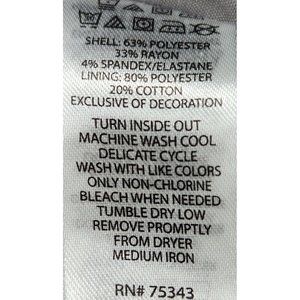 SHELL: 63% POLYESTER
33% RAYON
4% SPANDEX/ELASTANE
LINING: 80% POLYESTER
20% COTTON
EXCLUSIVE OF DECORATION
TURN INSIDE OUT
MACHINE WASH COOL
DELICATE CYCLE
WASH WITH LIKE COLORS
ONLY NON-CHLORINE
BLEACH WHEN NEEDED
TUMBLE DRY LOW
REMOVE PROMPTLY
FROM DRYER
MEDIUM IRON
RN# 75343